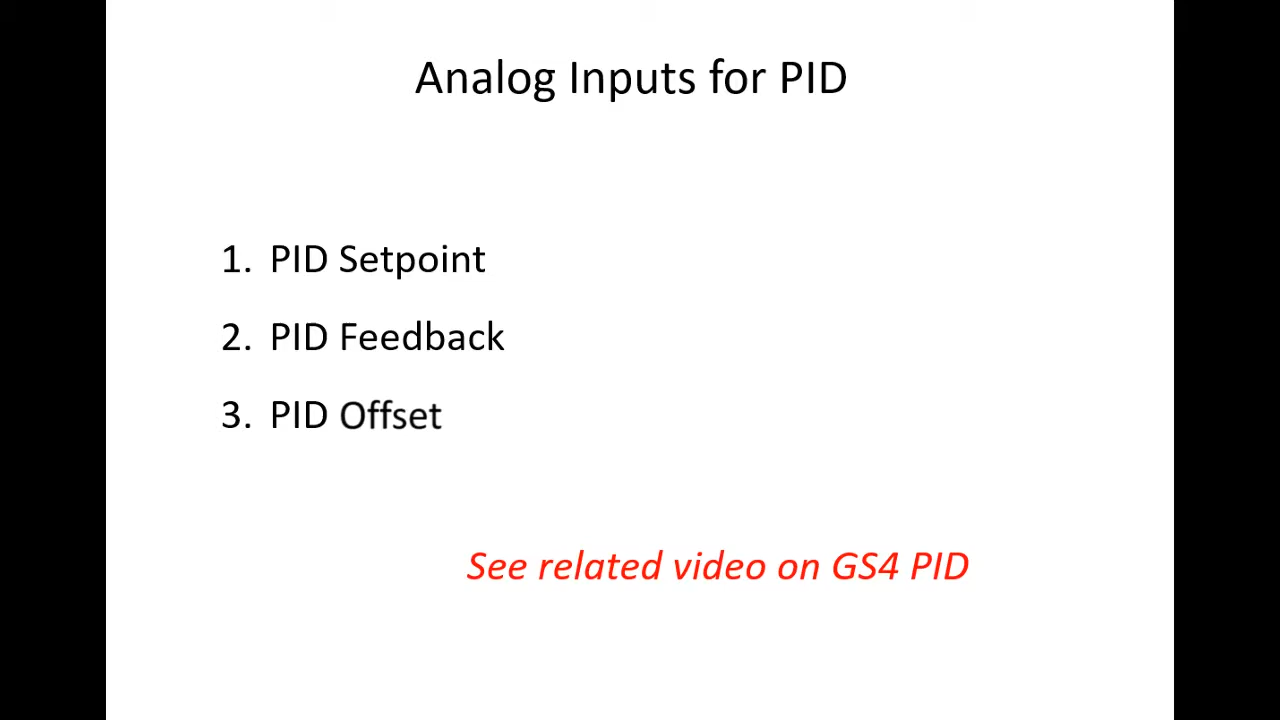 Analog Inputs for PID
1. PID Setpoint
2. PID Feedback
3. PID Offset
See related video on GS4 PID